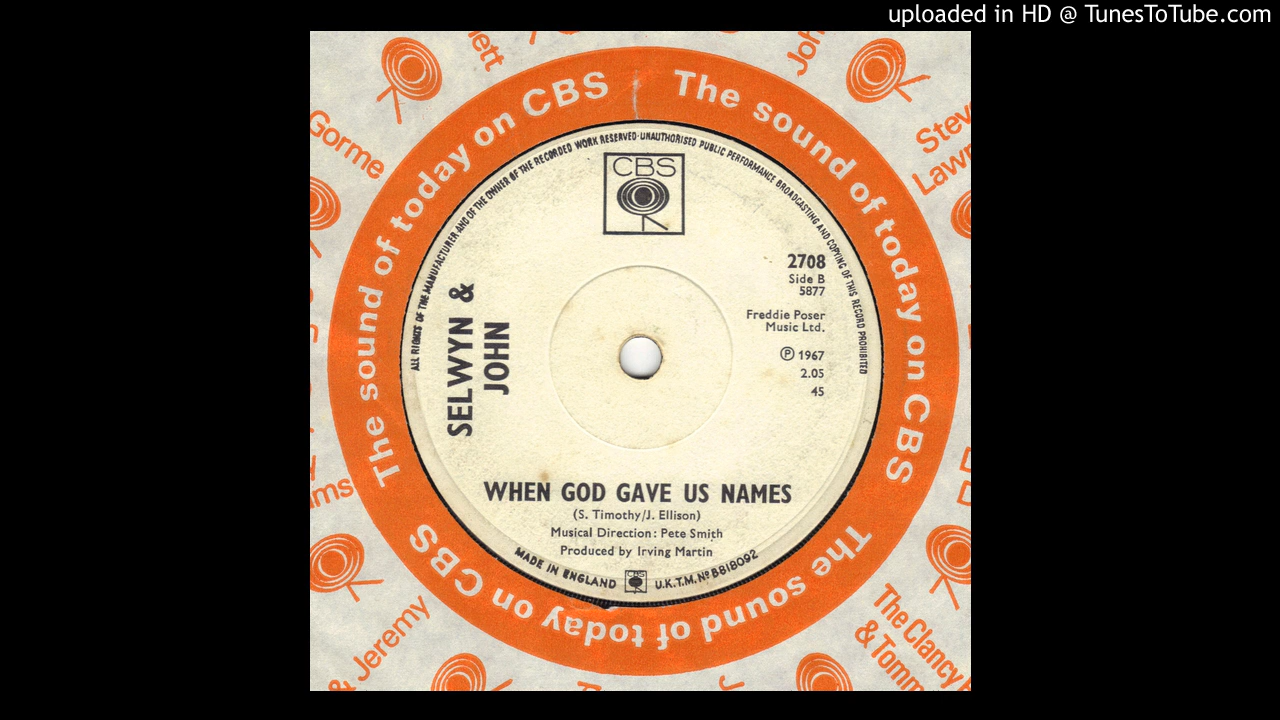 uploaded in HD @ TunesToTube.com
Gorme
The sound of today on CBS
The sound of today on CBS
The sound of today on CBS
ALL RIGHTS OF THE MANUFACTURER AND OF THE OWNER OF THE RECORDED WORK RESERVED·UNAUTHORISED PUBLIC PERFORMANCE BROADCASTING AND COPYING OF THIS RECORD PROHIBITED
CBS
2708
Side B
5877
Freddie Poser
Music Ltd.
Ⓟ 1967
2.05
45
SELWYN &
JOHN
WHEN GOD GAVE US NAMES
(S. Timothy/J. Ellison)
Musical Direction: Pete Smith
Produced by Irving Martin
MADE IN ENGLAND CBS U.K.T.M. Nº B818092
& Jeremy
The Clancy
& Tomm